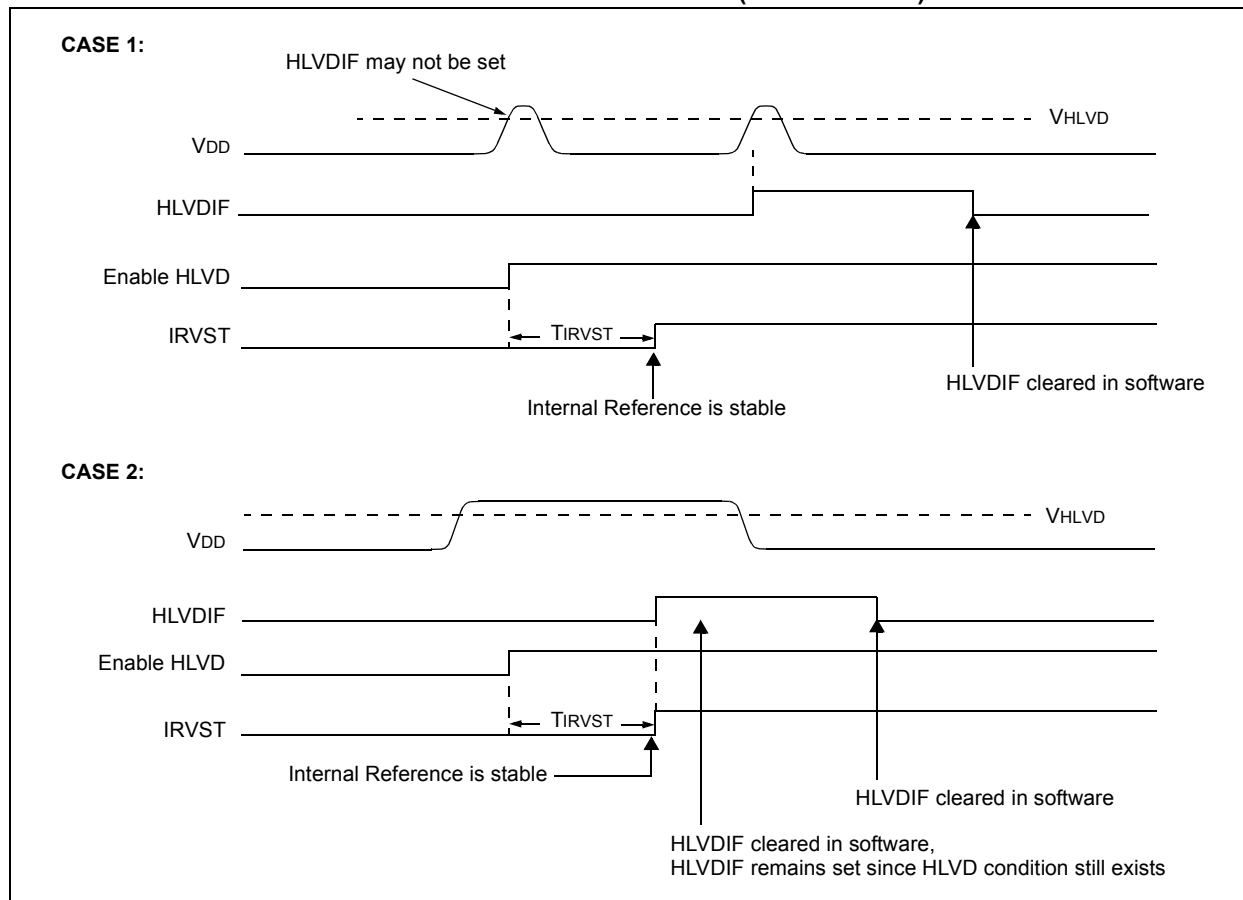 CASE 1:
HLVDIF may not be set
VHLVD
VDD
HLVDIF
Enable HLVD
TIRVST
IRVST
HLVDIF cleared in software
Internal Reference is stable
CASE 2:
VHLVD
VDD
HLVDIF
Enable HLVD
TIRVST
IRVST
Internal Reference is stable
HLVDIF cleared in software
HLVDIF cleared in software,
HLVDIF remains set since HLVD condition still exists